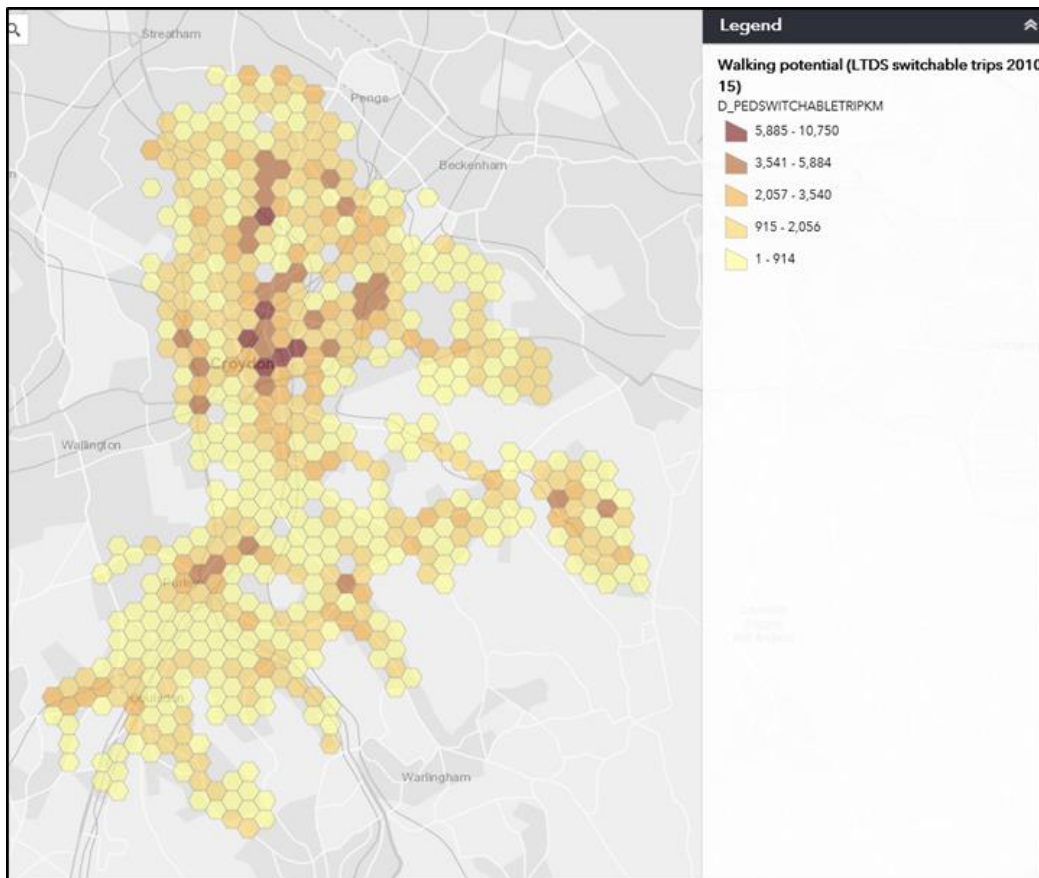 Legend
Walking potential (LTDS switchable trips 2010
15)
D_PEDSWITCHABLETRIPKM
5,885 - 10,750
3,541 - 5,884
2,057 - 3,540
915 - 2,056
1 - 914
Streatham
Penge
Beckenham
Croydon
Wallington
Warlingham